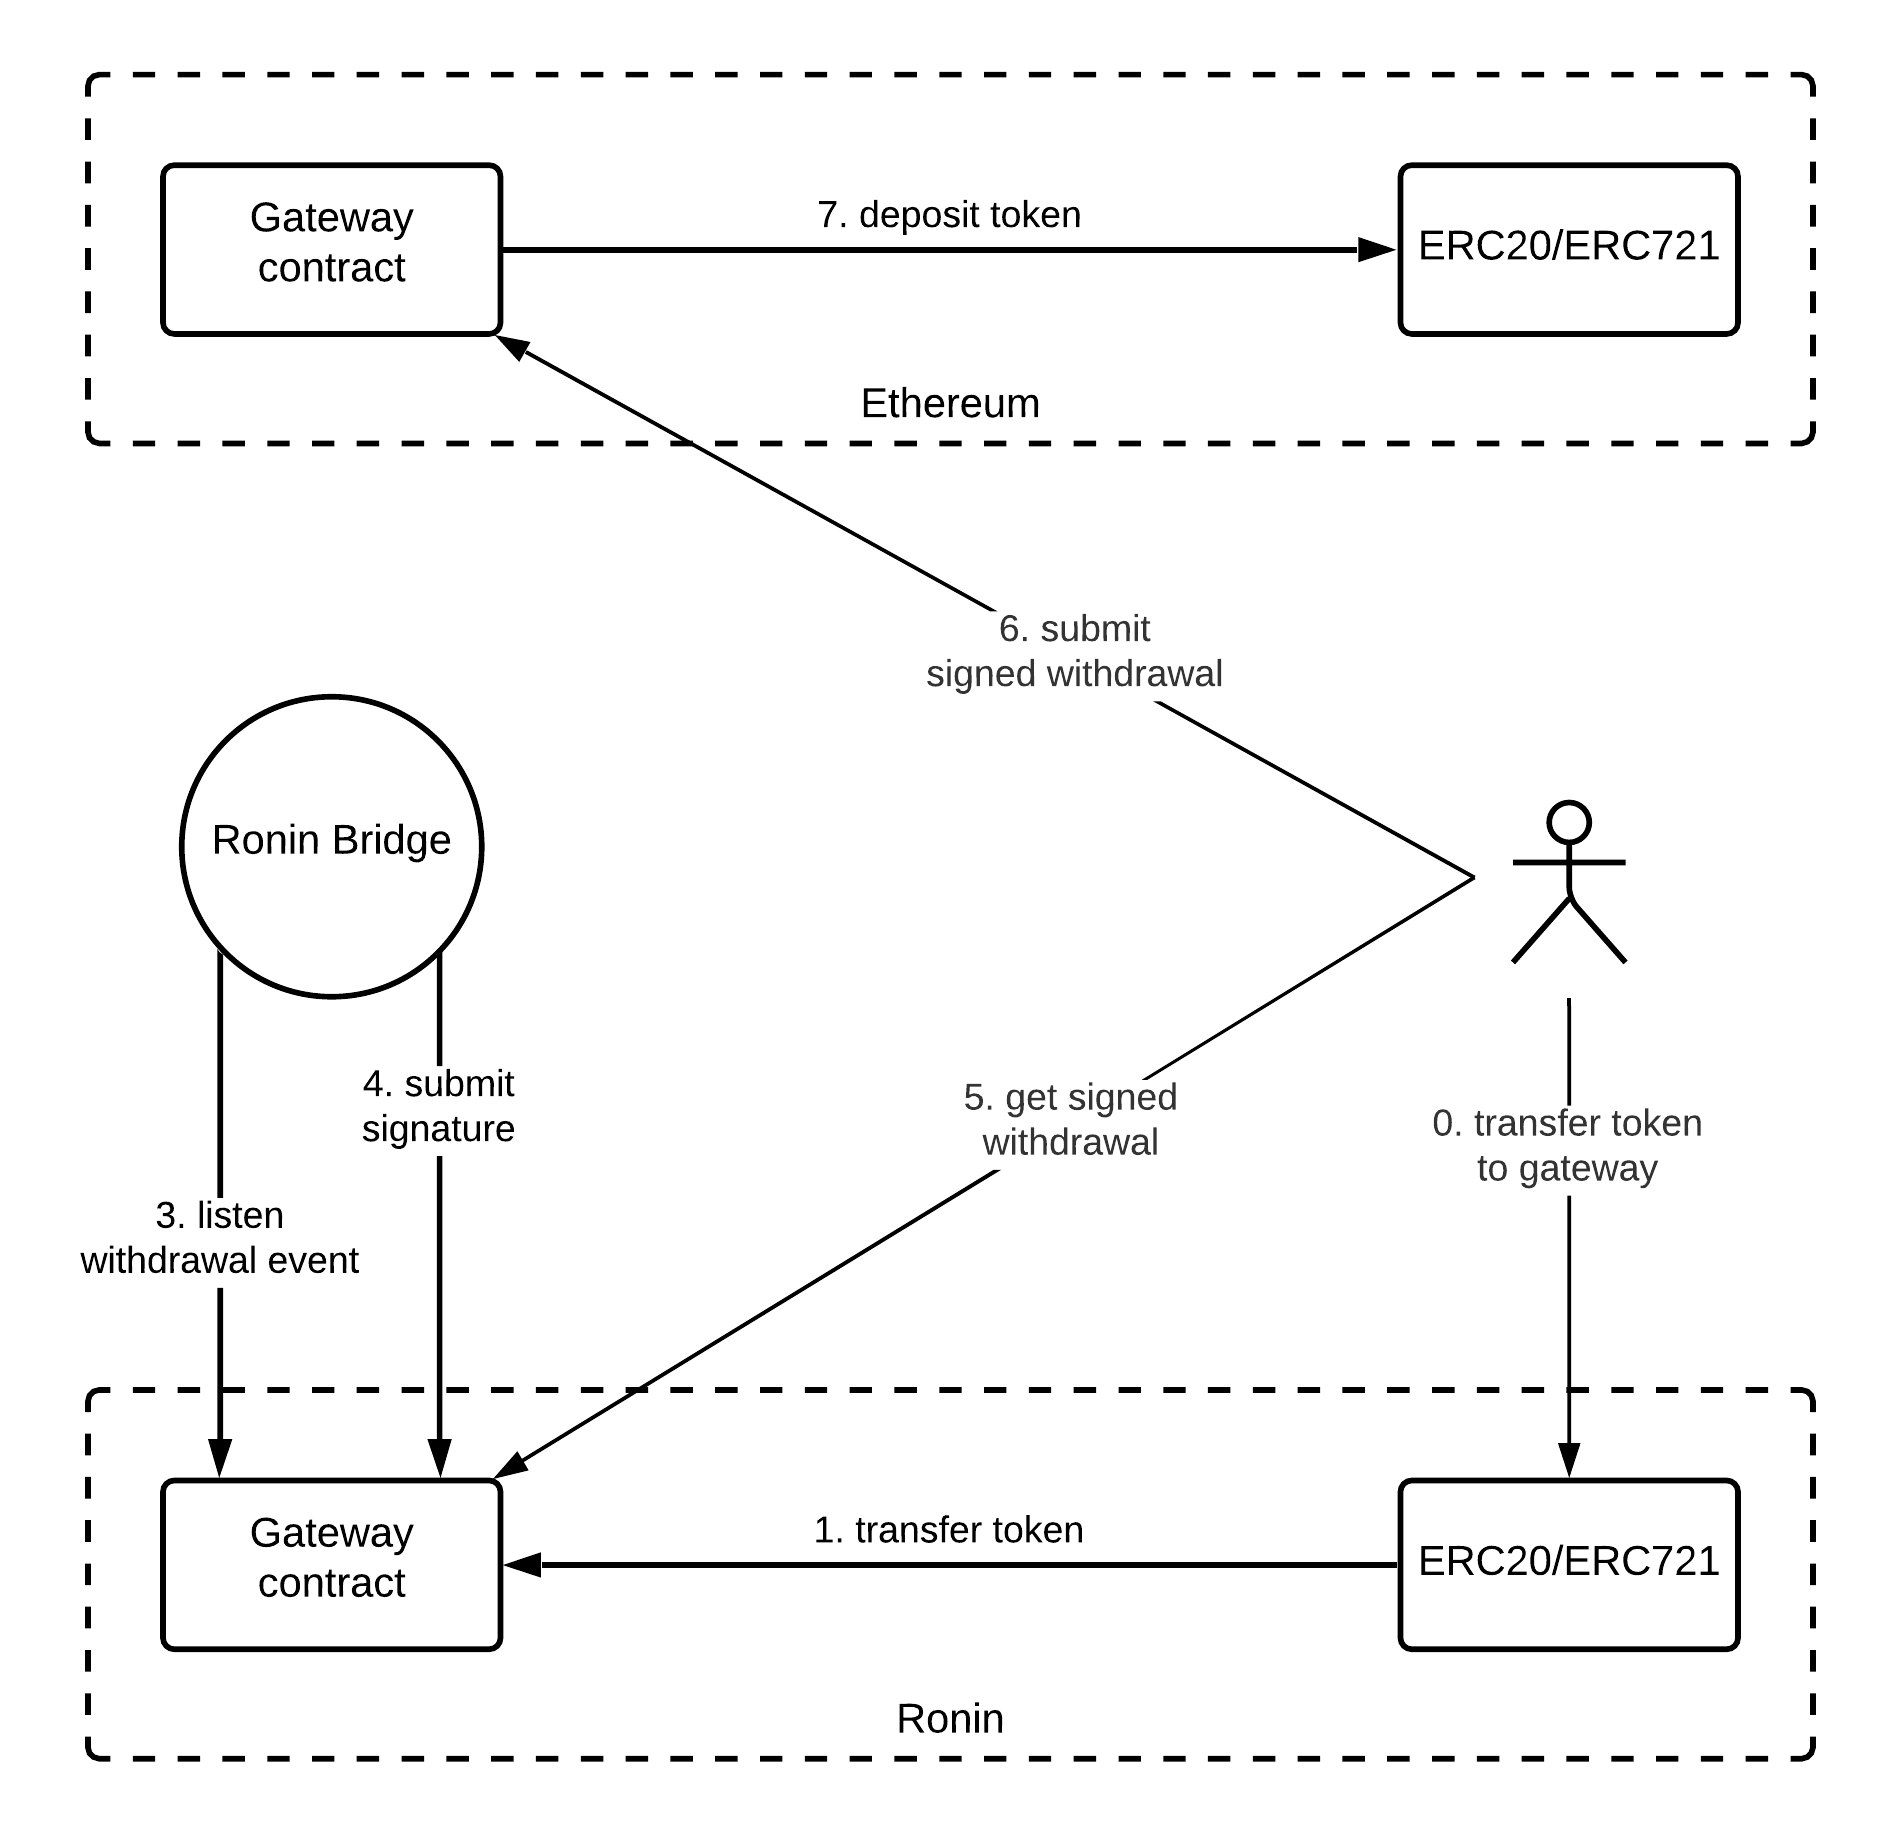 Gateway
contract
7. deposit token
ERC20/ERC721
Ethereum
6. submit
signed withdrawal
Ronin Bridge
4. submit
signature
5. get signed
withdrawal
0. transfer token
to gateway
3. listen
withdrawal event
Gateway
contract
1. transfer token
ERC20/ERC721
Ronin